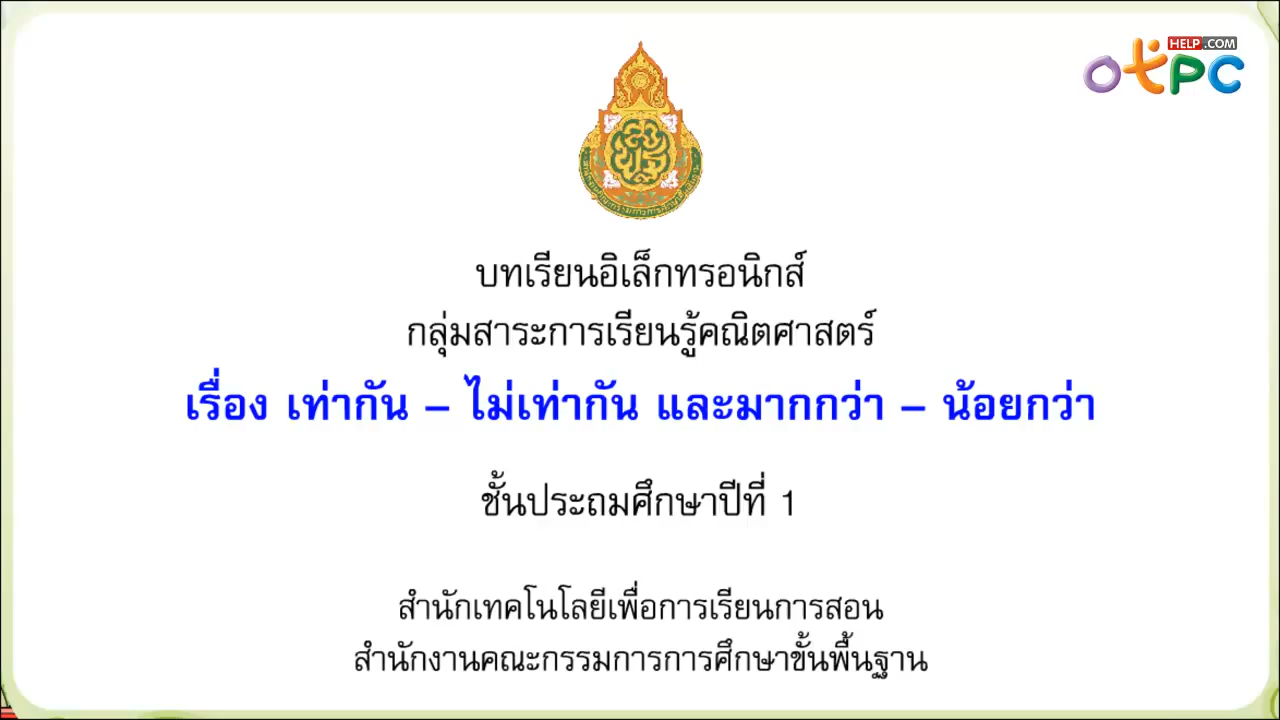 HELP .COM
OTPC
บทเรียนอิเล็กทรอนิกส์
กลุ่มสาระการเรียนรู้คณิตศาสตร์
เรื่อง เท่ากัน – ไม่เท่ากัน และมากกว่า – น้อยกว่า
ชั้นประถมศึกษาปีที่ 1
สำนักเทคโนโลยีเพื่อการเรียนการสอน
สำนักงานคณะกรรมการการศึกษาขั้นพื้นฐาน